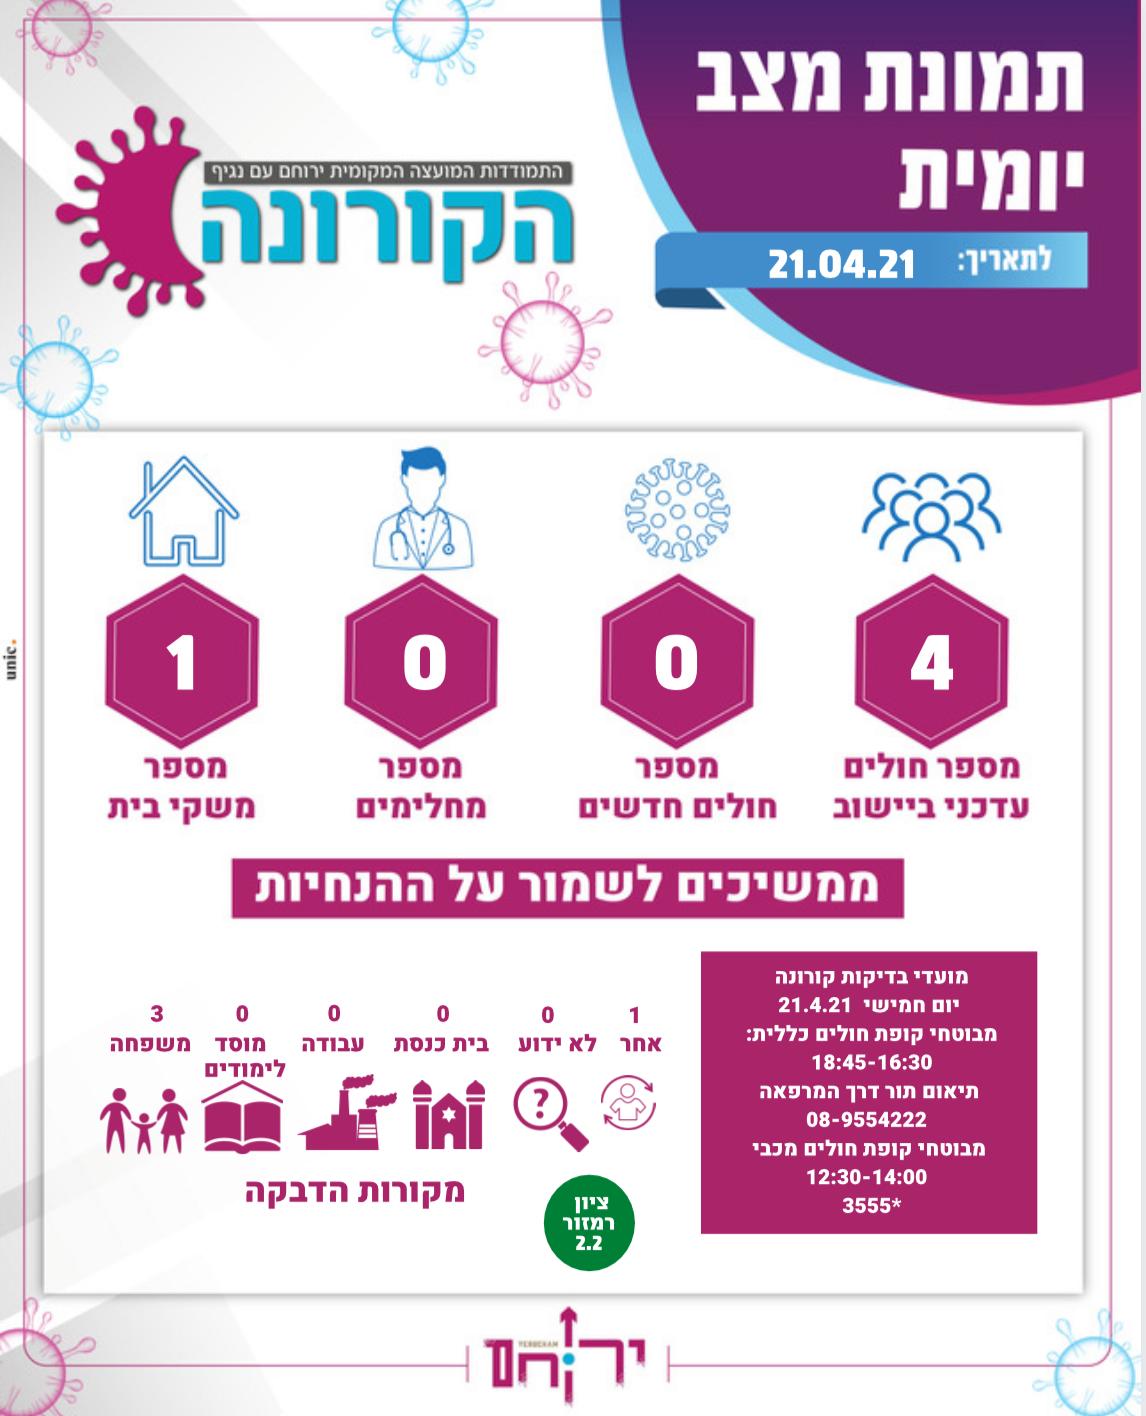 תמונת מצב
יומית
לתאריך: 21.04.21
התמודדות המועצה המקומית ירוחם עם נגיף
הקורונה
4
מספר חולים
עדכני ביישוב
0
מספר
חולים חדשים
0
מספר
מחלימים
1
מספר
משקי בית
ממשיכים לשמור על ההנחיות
מועדי בדיקות קורונה
יום חמישי 21.4.21
מבוטחי קופת חולים כללית:
18:45-16:30
תיאום תור דרך המרפאה
08-9554222
מבוטחי קופת חולים מכבי
12:30-14:00
3555*
1
אחר
0
לא ידוע
0
בית כנסת
0
עבודה
0
מוסד
לימודים
3
משפחה
?
מקורות הדבקה
ציון
רמזור
2.2
unic.
YERUCHAM
ירוחם